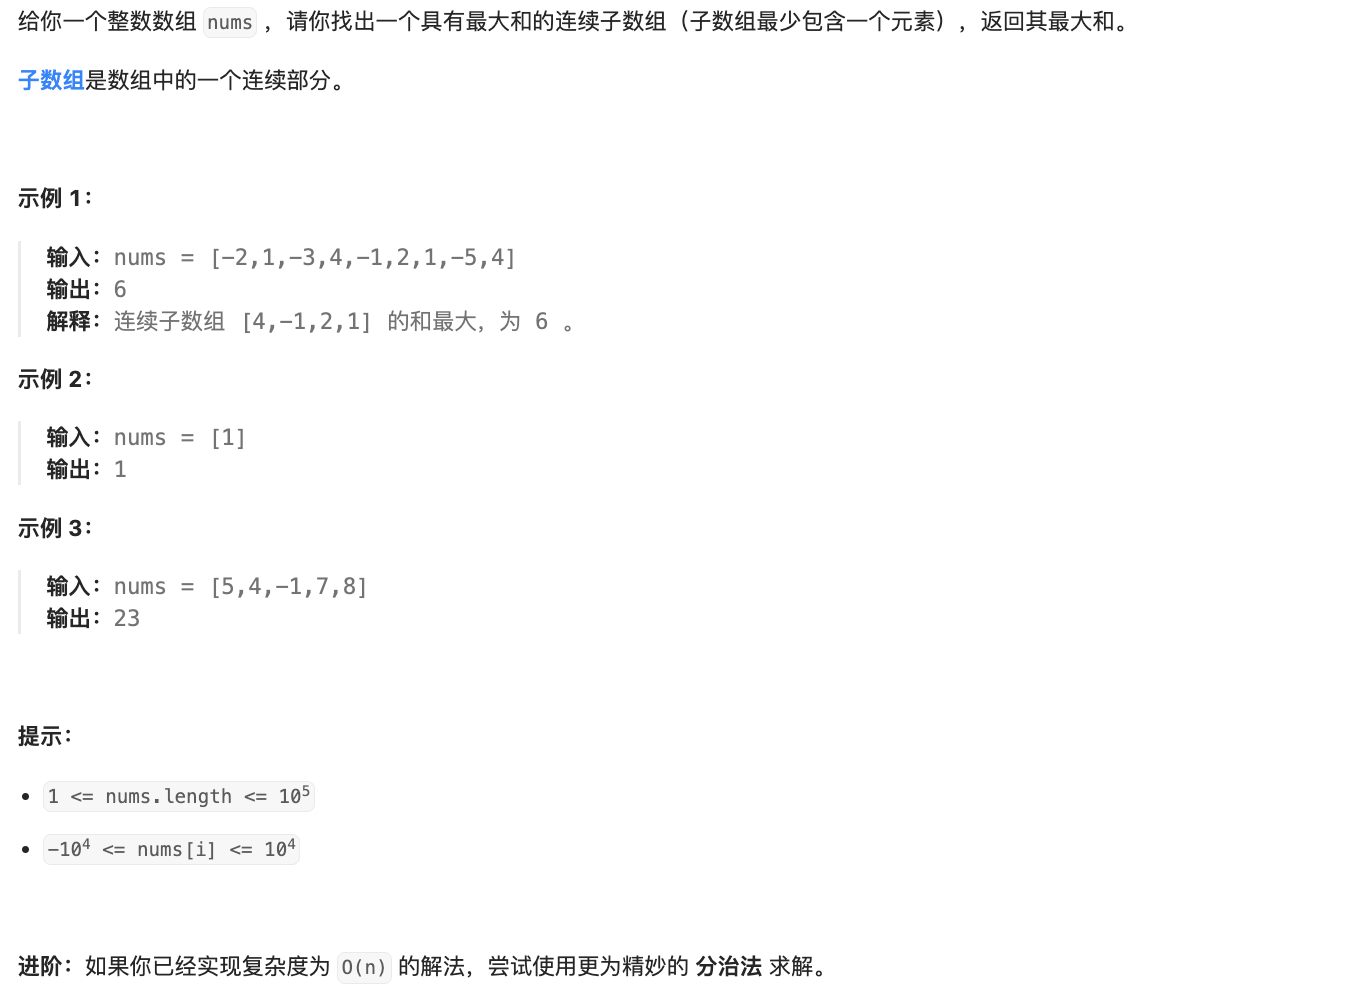 给你一个整数数组 nums ，请你找出一个具有最大和的连续子数组（子数组最少包含一个元素），返回其最大和。
子数组是数组中的一个连续部分。
示例 1：
输入：nums = [-2,1,-3,4,-1,2,1,-5,4]
输出：6
解释：连续子数组 [4,-1,2,1] 的和最大，为 6 。
示例 2：
输入：nums = [1]
输出：1
示例 3：
输入：nums = [5,4,-1,7,8]
输出：23
提示：
• 1 <= nums.length <= 10⁵
• -10⁴ <= nums[i] <= 10⁴
进阶：如果你已经实现复杂度为 O(n) 的解法，尝试使用更为精妙的 分治法 求解。